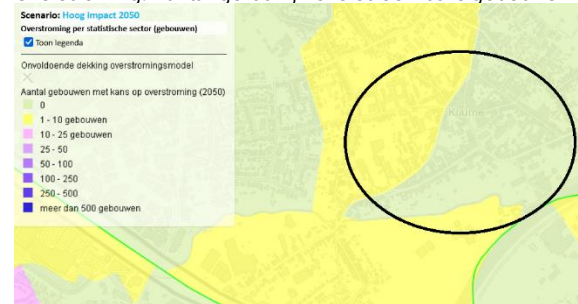 Scenario: Hoog impact 2050
Overstroming per statistische sector (gebouwen)
Toon legenda
Onvoldoende dekking overstromingsmodel
Aantal gebouwen met kans op overstroming (2050)
0
1 - 10 gebouwen
10 - 25 gebouwen
25 - 50
50 - 100
100 - 250
250 - 500
meer dan 500 gebouwen